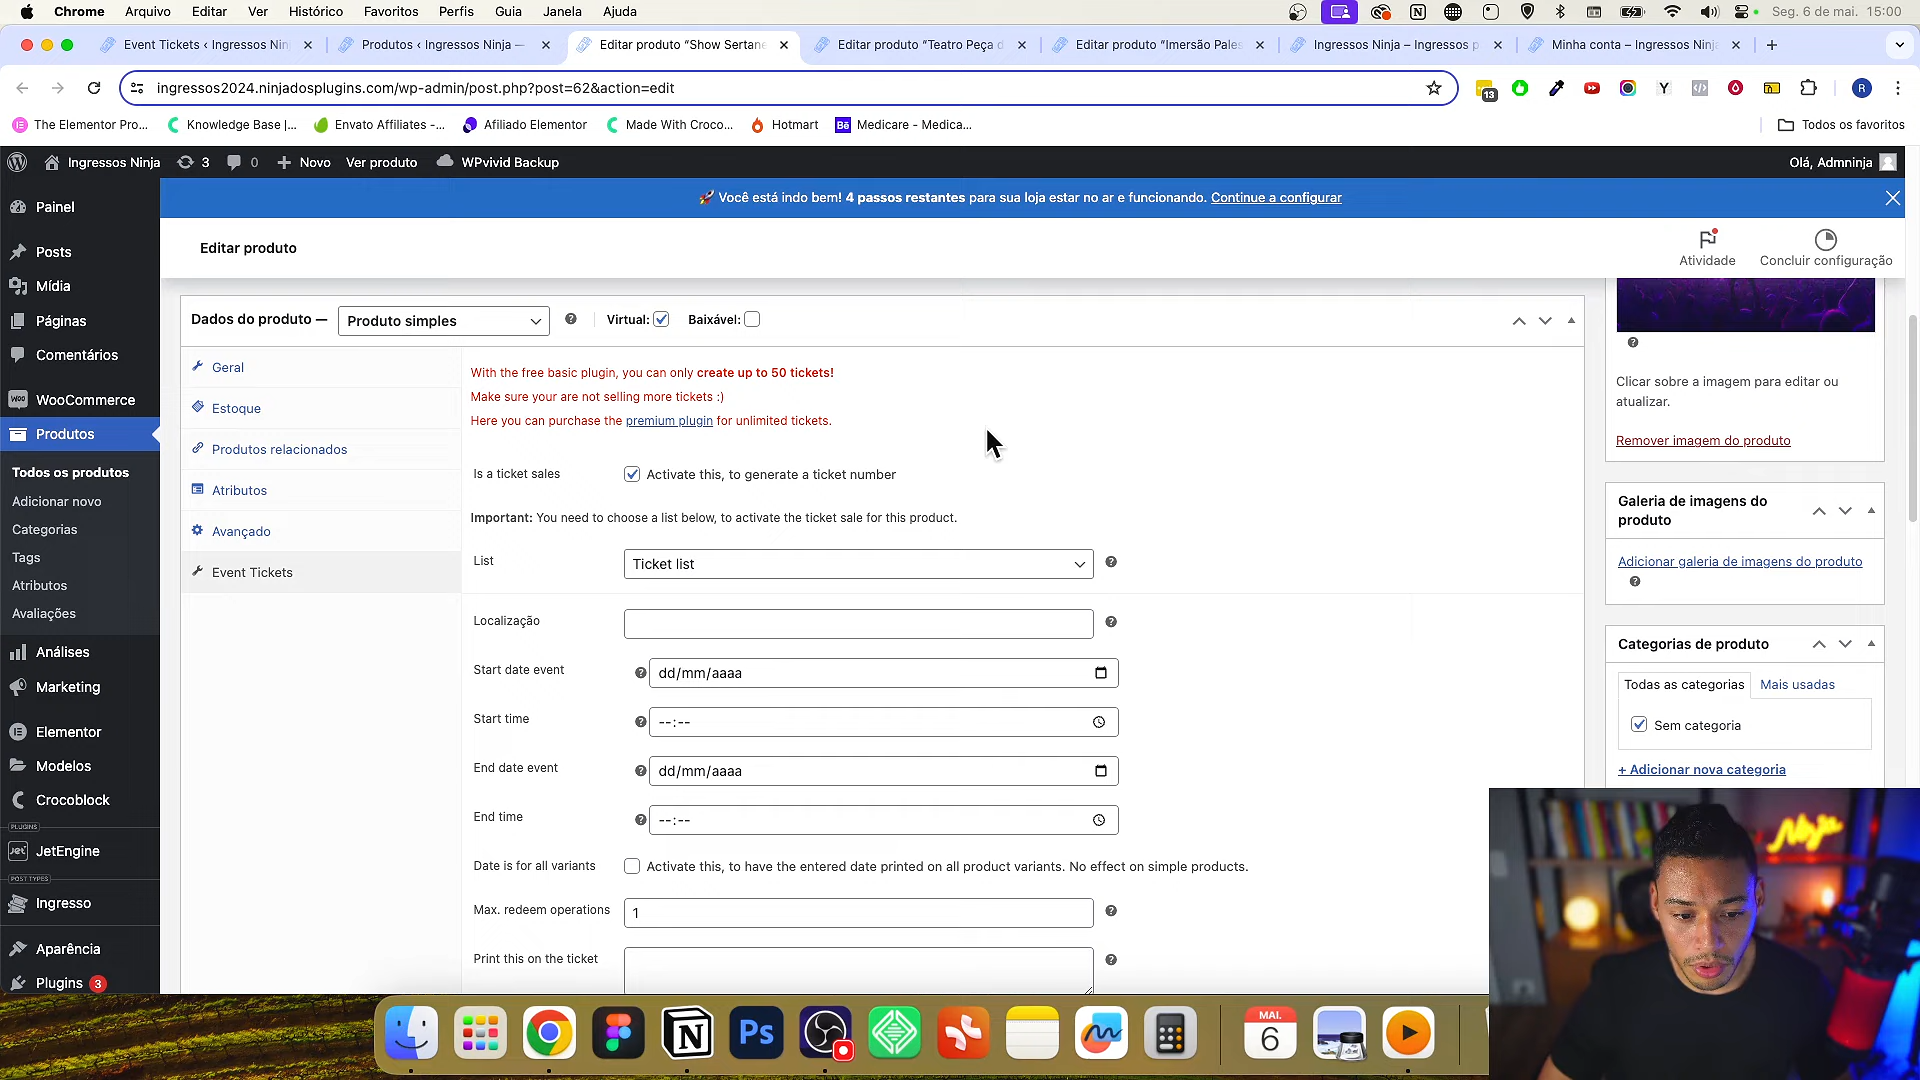 Chrome Arquivo Editar Ver Histórico Favoritos Perfis Guia Janela Ajuda Seg. 6 de mai. 15:00
Event Tickets ‹ Ingressos Nin
Produtos ‹ Ingressos Ninja —
Editar produto “Show Sertane
Editar produto “Teatro Peça d
Editar produto “Imersão Pales
Ingressos Ninja – Ingressos p
Minha conta – Ingressos Ninja
ingressos2024.ninjadosplugins.com/wp-admin/post.php?post=62&action=edit
13
Y
R
The Elementor Pro...
Knowledge Base |...
Envato Affiliates -...
Afiliado Elementor
Made With Croco...
Hotmart
Bē
Medicare - Medica...
Todos os favoritos
Ingressos Ninja 3 0 Novo Ver produto WPvivid Backup Olá, Admninja
🚀 Você está indo bem! 4 passos restantes para sua loja estar no ar e funcionando. Continue a configurar
Editar produto
Atividade
Concluir configuração
Painel
Posts
Mídia
Páginas
Comentários
Woo
WooCommerce
Produtos
Todos os produtos
Adicionar novo
Categorias
Tags
Atributos
Avaliações
Análises
Marketing
Elementor
Modelos
Crocoblock
PLUGINS
Jet
JetEngine
POST TYPES
Ingresso
Aparência
Plugins 3
Dados do produto — Produto simples Virtual: Baixável:
Geral
Estoque
Produtos relacionados
Atributos
Avançado
Event Tickets
With the free basic plugin, you can only create up to 50 tickets!
Make sure your are not selling more tickets :)
Here you can purchase the premium plugin for unlimited tickets.
Is a ticket sales Activate this, to generate a ticket number
Important: You need to choose a list below, to activate the ticket sale for this product.
List Ticket list
Localização
Start date event dd/mm/aaaa
Start time --:--
End date event dd/mm/aaaa
End time --:--
Date is for all variants Activate this, to have the entered date printed on all product variants. No effect on simple products.
Max. redeem operations 1
Print this on the ticket
Clicar sobre a imagem para editar ou
atualizar.
Remover imagem do produto
Galeria de imagens do
produto
Adicionar galeria de imagens do produto
Categorias de produto
Todas as categorias Mais usadas
Sem categoria
+ Adicionar nova categoria
Ninja
Ps
MAI.
6